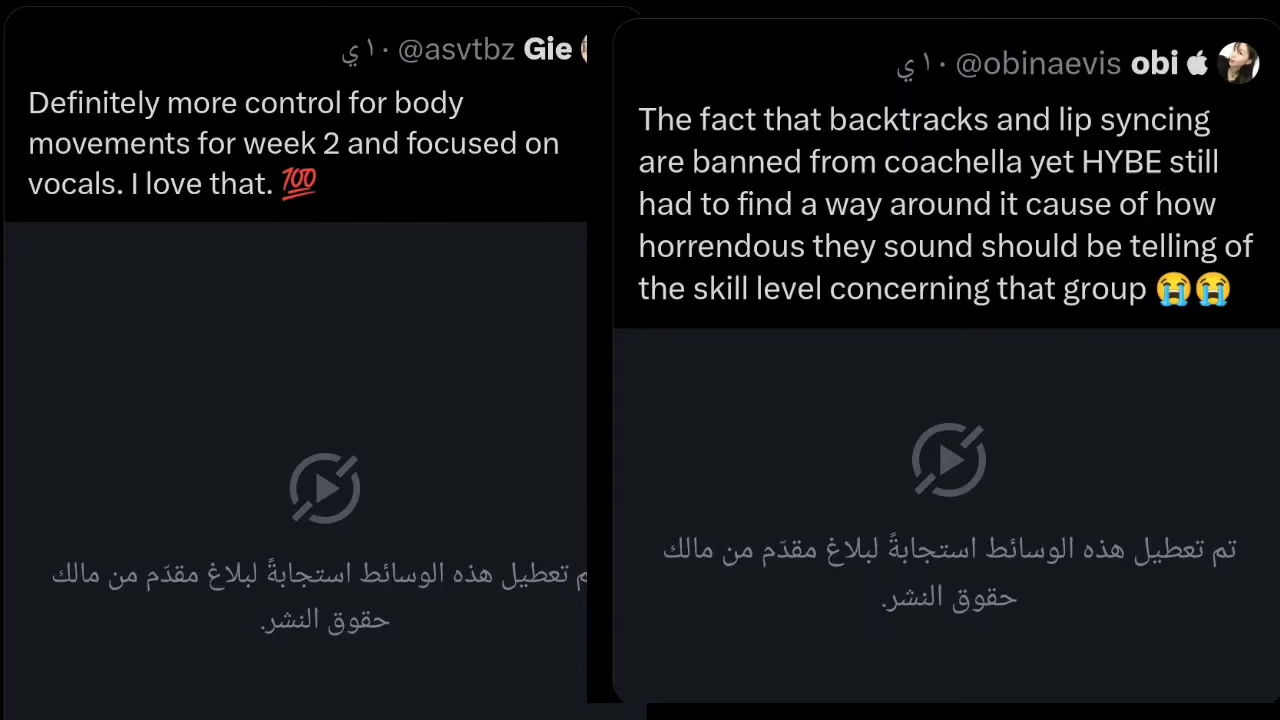 Gie @asvtbz · ١٠ ي
Definitely more control for body
movements for week 2 and focused on
vocals. I love that. 💯
تم تعطيل هذه الوسائط استجابةً لبلاغ مقدّم من مالك
حقوق النشر.
obi @obinaevis · ١٠ ي
The fact that backtracks and lip syncing
are banned from coachella yet HYBE still
had to find a way around it cause of how
horrendous they sound should be telling of
the skill level concerning that group 😭😭
تم تعطيل هذه الوسائط استجابةً لبلاغ مقدّم من مالك
حقوق النشر.